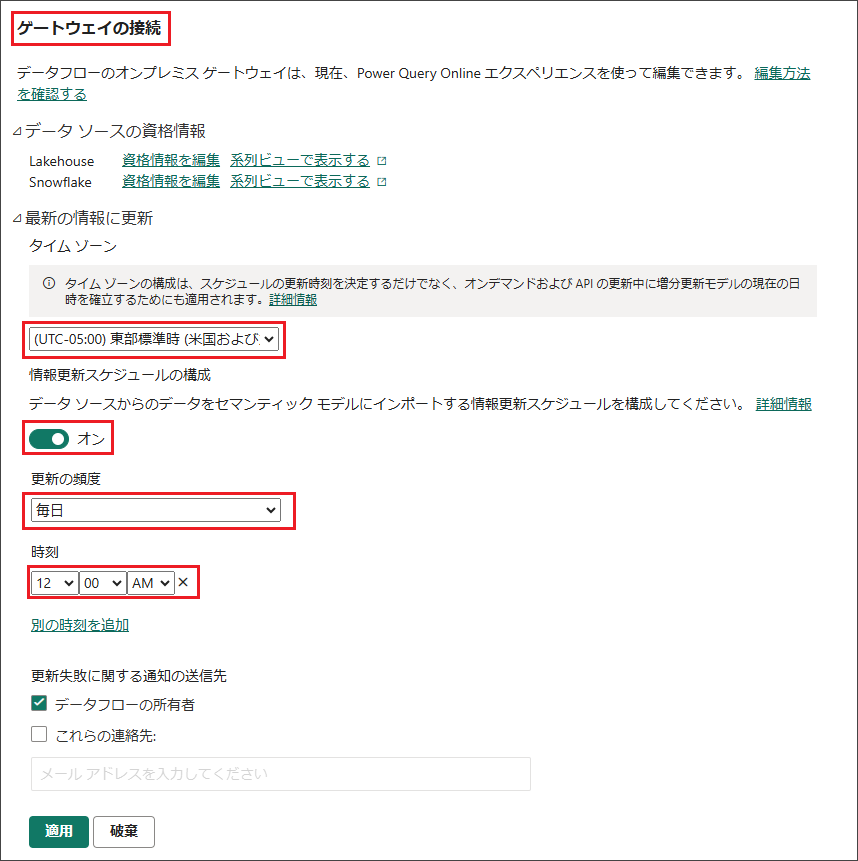 ゲートウェイの接続
データフローのオンプレミス ゲートウェイは、現在、Power Query Online エクスペリエンスを使って編集できます。 編集方法
を確認する
データ ソースの資格情報
Lakehouse 資格情報を編集 系列ビューで表示する
Snowflake 資格情報を編集 系列ビューで表示する
最新の情報に更新
タイム ゾーン
タイム ゾーンの構成は、スケジュールの更新時刻を決定するだけでなく、オンデマンドおよび API の更新中に増分更新モデルの現在の日
時を確立するためにも適用されます。詳細情報
(UTC-05:00) 東部標準時 (米国および
情報更新スケジュールの構成
データ ソースからのデータをセマンティック モデルにインポートする情報更新スケジュールを構成してください。 詳細情報
オン
更新の頻度
毎日
時刻
12 00 AM
別の時刻を追加
更新失敗に関する通知の送信先
データフローの所有者
これらの連絡先:
メール アドレスを入力してください
適用 破棄